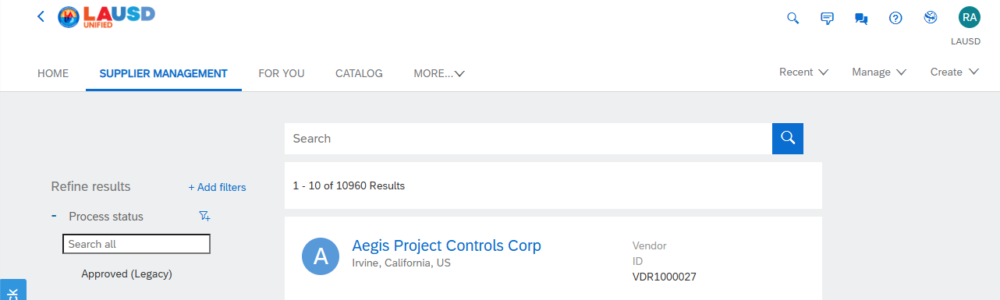 LAUSD
UNIFIED
RA
LAUSD
HOME SUPPLIER MANAGEMENT FOR YOU CATALOG MORE... Recent Manage Create
Search
1 - 10 of 10960 Results
Refine results + Add filters
- Process status
Search all
Approved (Legacy)
A
Aegis Project Controls Corp
Irvine, California, US
Vendor
ID
VDR1000027
ck